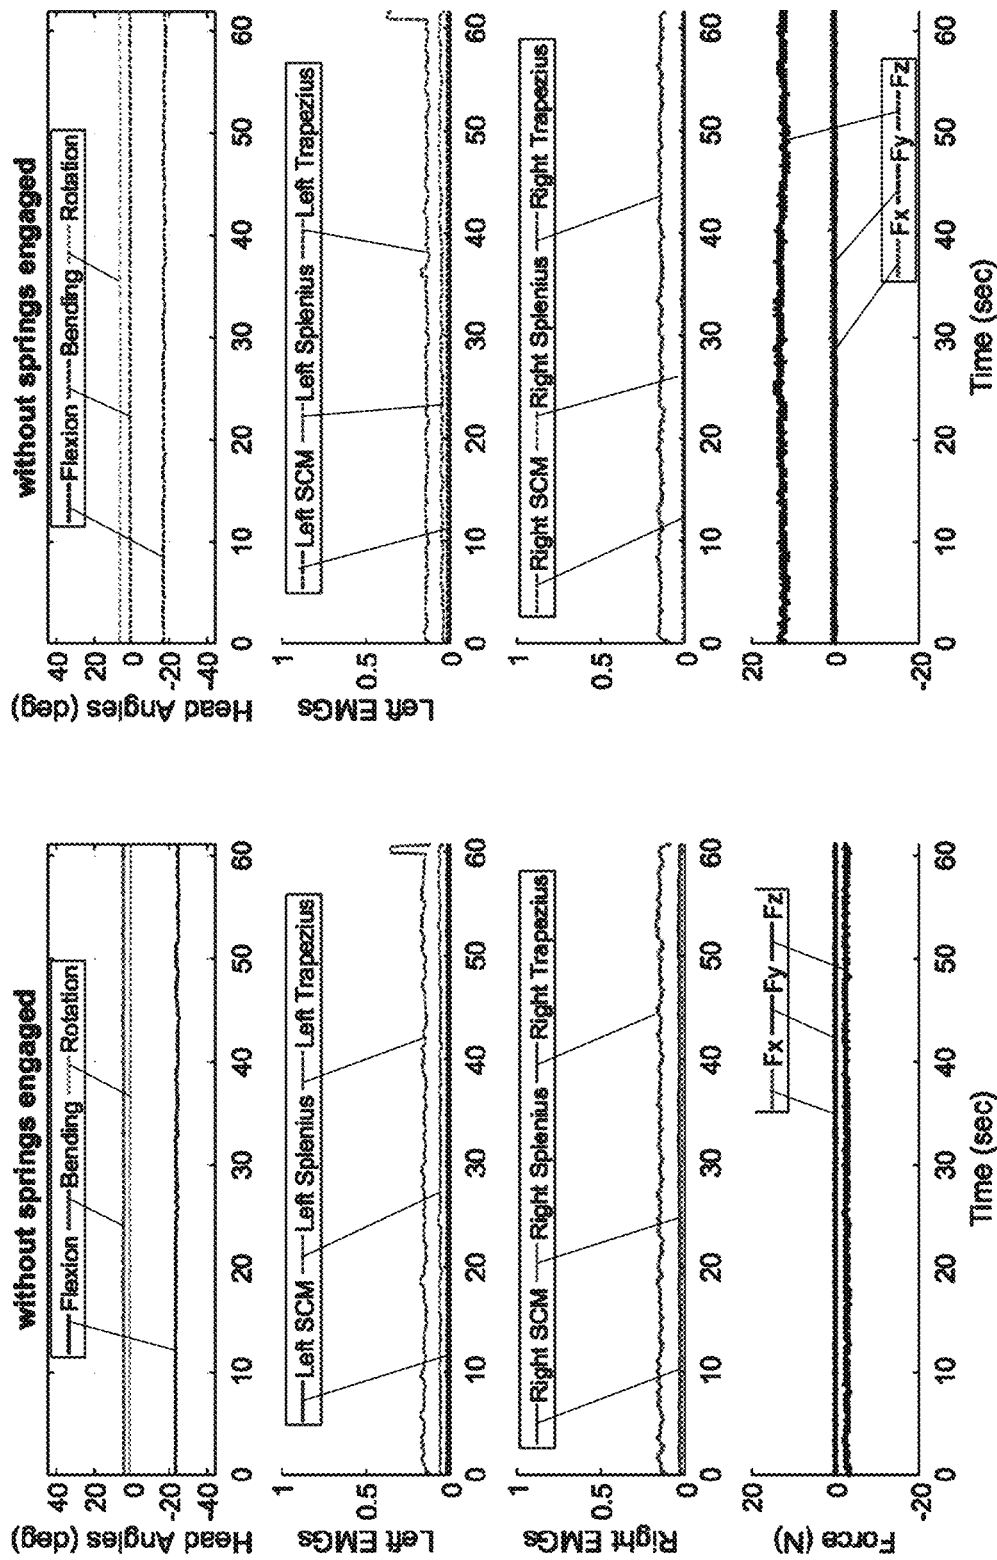 without springs engaged
Flexion Bending Rotation
Head Angles (deg)
40
20
0
-20
-40
0 10 20 30 40 50 60
Left SCM Left Splenius Left Trapezius
Left EMGs
1
0.5
0
0 10 20 30 40 50 60
Right SCM Right Splenius Right Trapezius
Right EMGs
1
0.5
0
0 10 20 30 40 50 60
Fx Fy Fz
Force (N)
20
0
-20
0 10 20 30 40 50 60
Time (sec)
without springs engaged
Flexion Bending Rotation
Head Angles (deg)
40
20
0
-20
-40
0 10 20 30 40 50 60
Left SCM Left Splenius Left Trapezius
Left EMGs
1
0.5
0
0 10 20 30 40 50 60
Right SCM Right Splenius Right Trapezius
1
0.5
0
0 10 20 30 40 50 60
Fx Fy Fz
20
0
-20
0 10 20 30 40 50 60
Time (sec)